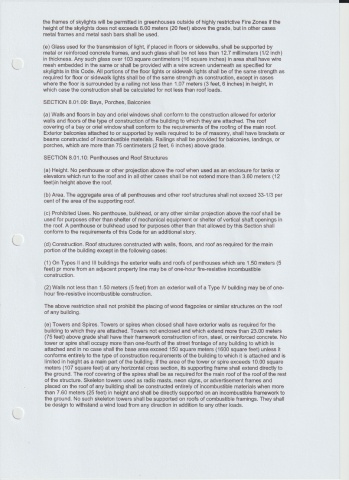 the frames of skylights will be permitted in greenhouses outside of highly restrictive Fire Zones if the
height of the skylights does not exceeds 6.00 meters (20 feet) above the grade, but in other cases
metal frames and metal sash bars shall be used.
(e) Glass used for the transmission of light, if placed in floors or sidewalks, shall be supported by
metal or reinforced concrete frames, and such glass shall be not less than 12.7 millimeters (1/2 inch)
in thickness. Any such glass over 103 square centimeters (16 square inches) in area shall have wire
mesh embedded in the same or shall be provided with a wire screen underneath as specified for
skylights in this Code. All portions of the floor lights or sidewalk lights shall be of the same strength as
required for floor or sidewalk lights shall be of the same strength as construction, except in cases
where the floor is surrounded by a railing not less than 1.07 meters (3 feet, 6 inches) in height, in
which case the construction shall be calculated for not less than roof loads.
SECTION 8.01.09: Bays, Porches, Balconies
(a) Walls and floors in bay and oriel windows shall conform to the construction allowed for exterior
walls and floors of the type of construction of the building to which they are attached. The roof
covering of a bay or oriel window shall conform to the requirements of the roofing of the main roof.
Exterior balconies attached to or supported by walls required to be of masonry, shall have brackets or
beams constructed of incombustible materials. Railings shall be provided for balconies, landings, or
porches, which are more than 75 centimeters (2 feet, 6 inches) above grade.
SECTION 8.01.10. Penthouses and Roof Structures
(a) Height. No penthouse or other projection above the roof when used as an enclosure for tanks or
elevators which run to the roof and in all other cases shall be not extend more than 3.60 meters (12
feet)in height above the roof.
(b) Area. The aggregate area of all penthouses and other roof structures shall not exceed 33-1/3 per
cent of the area of the supporting roof.
(c) Prohibited Uses. No penthouse, bulkhead, or any other similar projection above the roof shall be
used for purposes other than shelter of mechanical equipment or shelter of vertical shaft openings in
the roof. A penthouse or bulkhead used for purposes other than that allowed by this Section shall
conform to the requirements of this Code for an additional story.
(d) Construction. Roof structures constructed with walls, floors, and roof as required for the main
portion of the building except in the following cases:
(1) On Types II and III buildings the exterior walls and roofs of penthouses which are 1.50 meters (5
feet) or more from an adjacent property line may be of one-hour fire-resistive incombustible
construction.
(2) Walls not less than 1.50 meters (5 feet) from an exterior wall of a Type IV building may be of one-
hour fire-resistive incombustible construction.
The above restriction shall not prohibit the placing of wood flagpoles or similar structures on the roof
of any building.
(e) Towers and Spires. Towers or spires when closed shall have exterior walls as required for the
building to which they are attached. Towers not enclosed and which extend more than 23.00 meters
(75 feet) above grade shall have their framework construction of iron, steel, or reinforced concrete. No
tower or spire shall occupy more than one-fourth of the street frontage of any building to which is
attached and in no case shall the base area exceed 150 square meters (1600 square feet) unless it
conforms entirely to the type of construction requirements of the building to which it is attached and is
limited in height as a main part of the building. If the area of the tower or spire exceeds 10.00 square
meters (107 square feet) at any horizontal cross section, its supporting frame shall extend directly to
the ground. The roof covering of the spires shall be as required for the main roof of the roof of the rest
of the structure. Skeleton towers used as radio masts, neon signs, or advertisement frames and
placed on the roof of any building shall be constructed entirely of incombustible materials when more
than 7.60 meters (25 feet) in height and shall be directly supported on an incombustible framework to
the ground. No such skeleton towers shall be supported on roofs of combustible framings. They shall
be design to withstand a wind load from any direction in addition to any other loads.